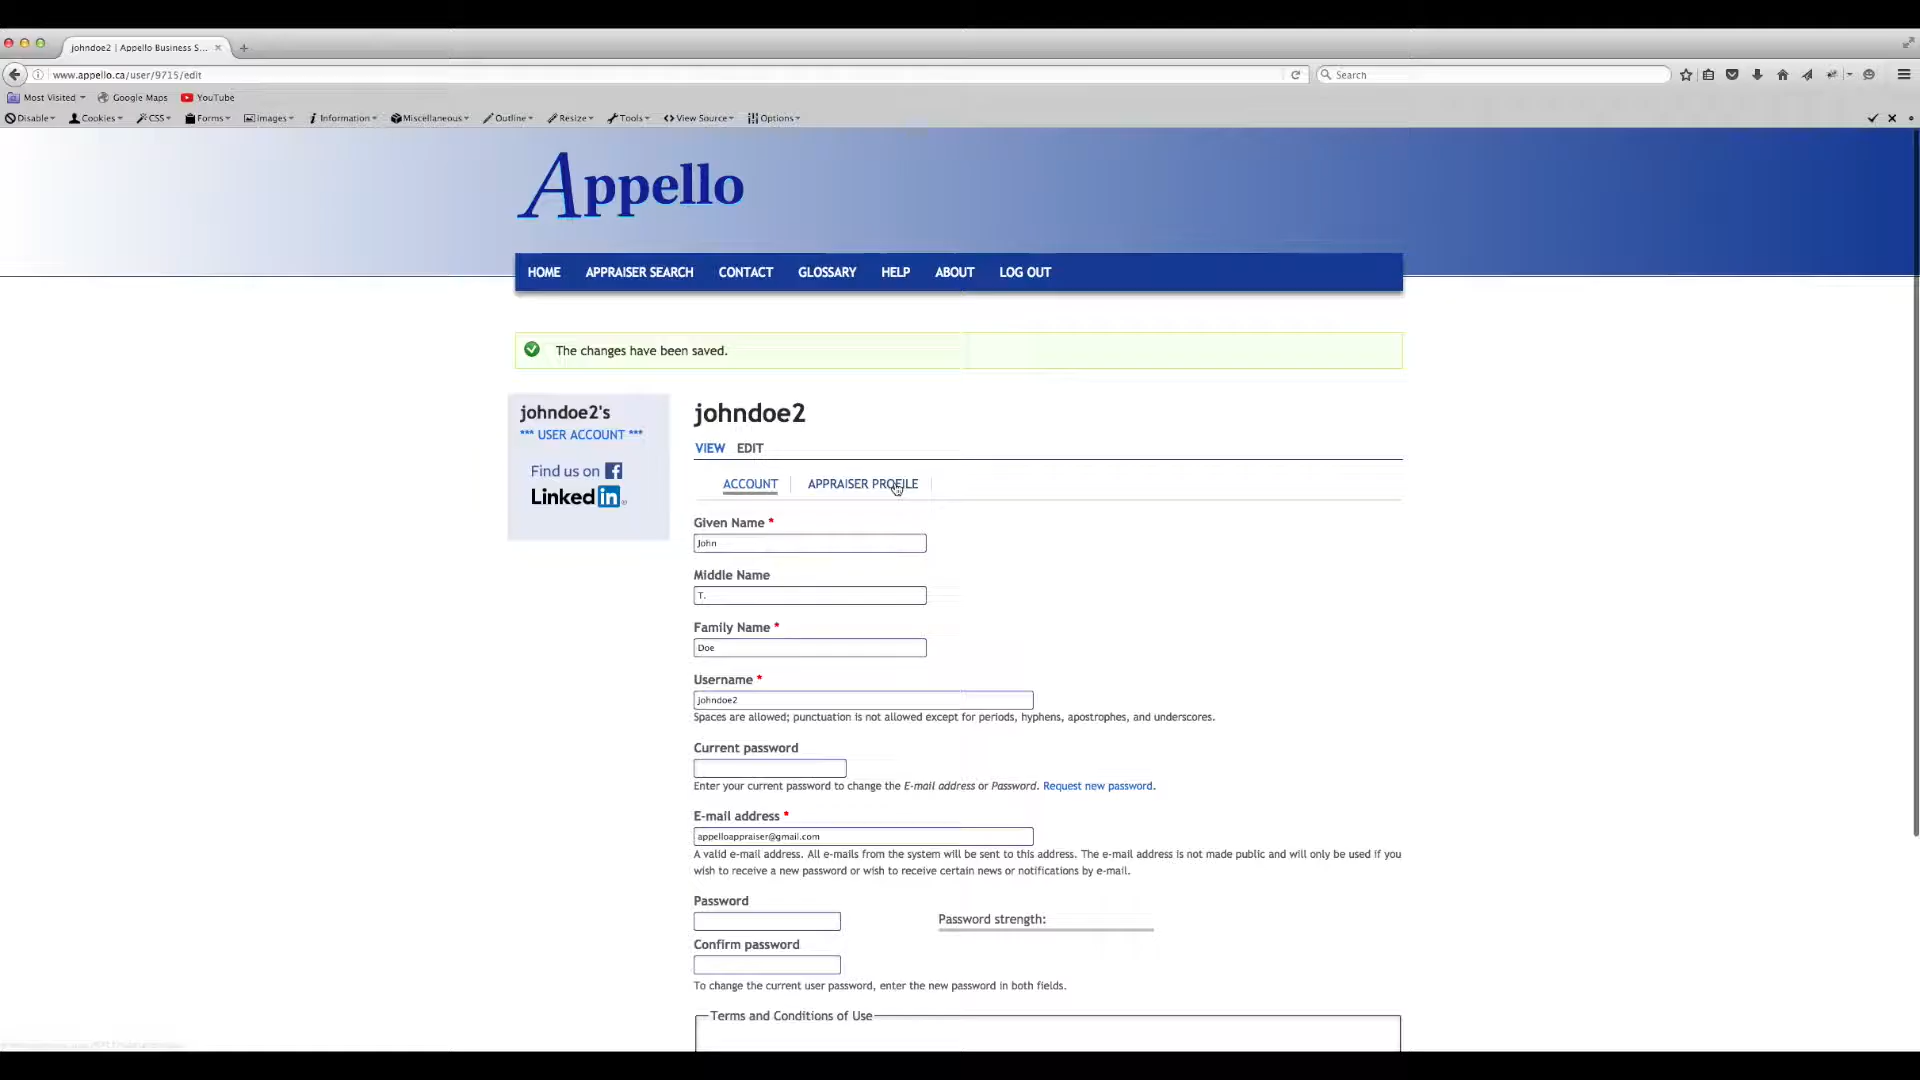 johndoe2 | Appello Business S...
www.appello.ca/user/9715/edit
Search
Most Visited
Google Maps
YouTube
Disable
Cookies
CSS
Forms
Images
Information
Miscellaneous
Outline
Resize
Tools
View Source
Options
Appello
HOME
APPRAISER SEARCH
CONTACT
GLOSSARY
HELP
ABOUT
LOG OUT
The changes have been saved.
johndoe2's
*** USER ACCOUNT ***
Find us on f
Linked in
johndoe2
VIEW
EDIT
ACCOUNT
APPRAISER PROFILE
Given Name *
John
Middle Name
T.
Family Name *
Doe
Username *
johndoe2
Spaces are allowed; punctuation is not allowed except for periods, hyphens, apostrophes, and underscores.
Current password
Enter your current password to change the E-mail address or Password. Request new password.
E-mail address *
appelloappraiser@gmail.com
A valid e-mail address. All e-mails from the system will be sent to this address. The e-mail address is not made public and will only be used if you
wish to receive a new password or wish to receive certain news or notifications by e-mail.
Password
Password strength:
Confirm password
To change the current user password, enter the new password in both fields.
Terms and Conditions of Use